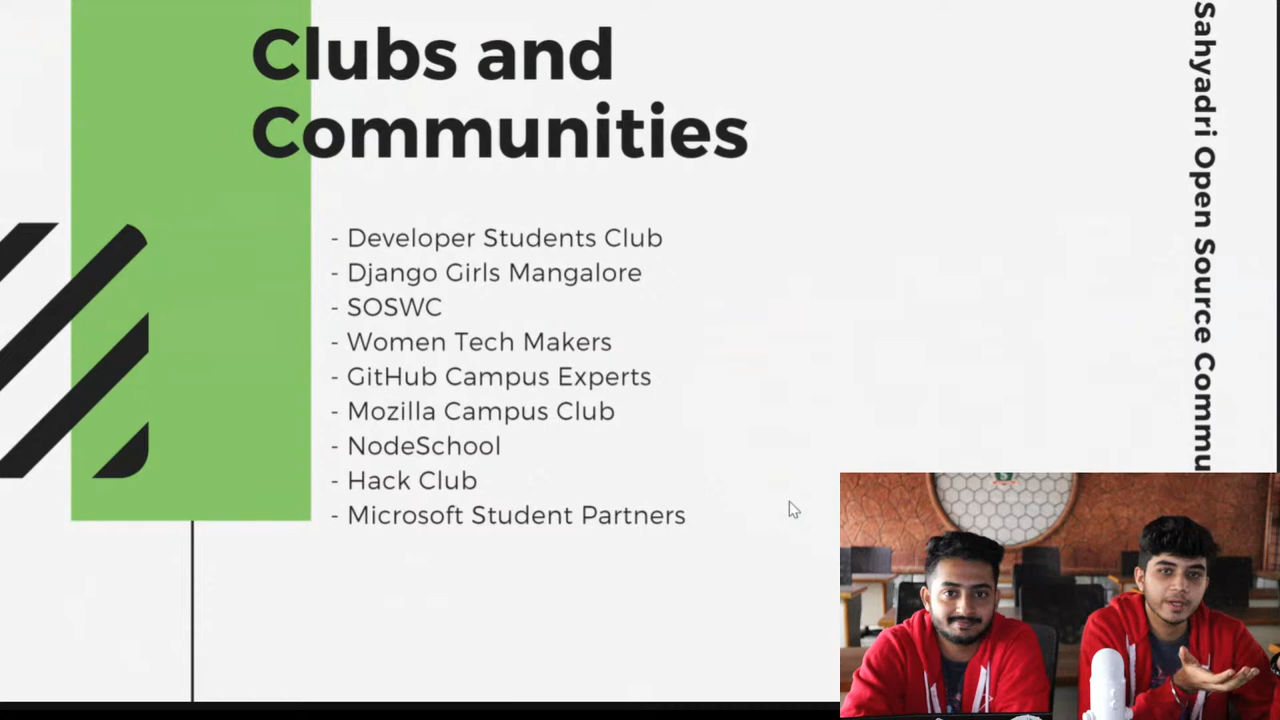 Clubs and
Communities
- Developer Students Club
- Django Girls Mangalore
- SOSWC
- Women Tech Makers
- GitHub Campus Experts
- Mozilla Campus Club
- NodeSchool
- Hack Club
- Microsoft Student Partners
Sahyadri Open Source Commu